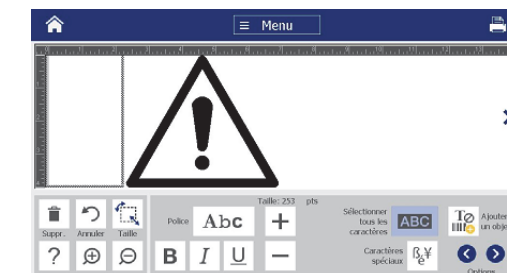 Menu
Taille: 253 pts
Suppr.
Annuler
Taille
Police
Abc
Sélectionner
tous les
caractères
ABC
Ajouter
un obje
?
B
I
U
Caractères
spéciaux
Options